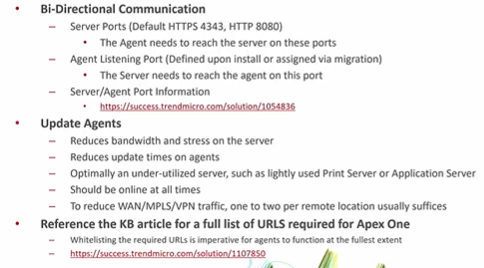 • Bi-Directional Communication
– Server Ports (Default HTTPS 4343, HTTP 8080)
• The Agent needs to reach the server on these ports
– Agent Listening Port (Defined upon install or assigned via migration)
• The Server needs to reach the agent on this port
– Server/Agent Port Information
• https://success.trendmicro.com/solution/1054836
• Update Agents
– Reduces bandwidth and stress on the server
– Reduces update times on agents
– Optimally an under-utilized server, such as lightly used Print Server or Application Server
– Should be online at all times
– To reduce WAN/MPLS/VPN traffic, one to two per remote location usually suffices
• Reference the KB article for a full list of URLS required for Apex One
– Whitelisting the required URLs is imperative for agents to function at the fullest extent
– https://success.trendmicro.com/solution/1107850